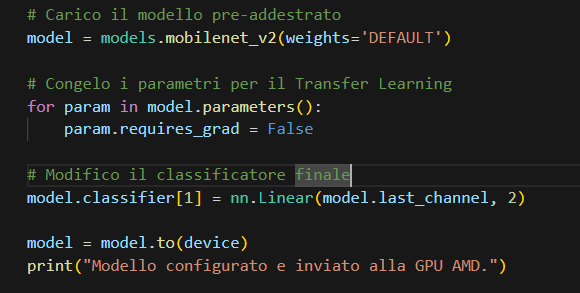 # Carico il modello pre-addestrato
model = models.mobilenet_v2(weights='DEFAULT')
# Congelo i parametri per il Transfer Learning
for param in model.parameters():
    param.requires_grad = False
# Modifico il classificatore finale
model.classifier[1] = nn.Linear(model.last_channel, 2)
model = model.to(device)
print("Modello configurato e inviato alla GPU AMD.")